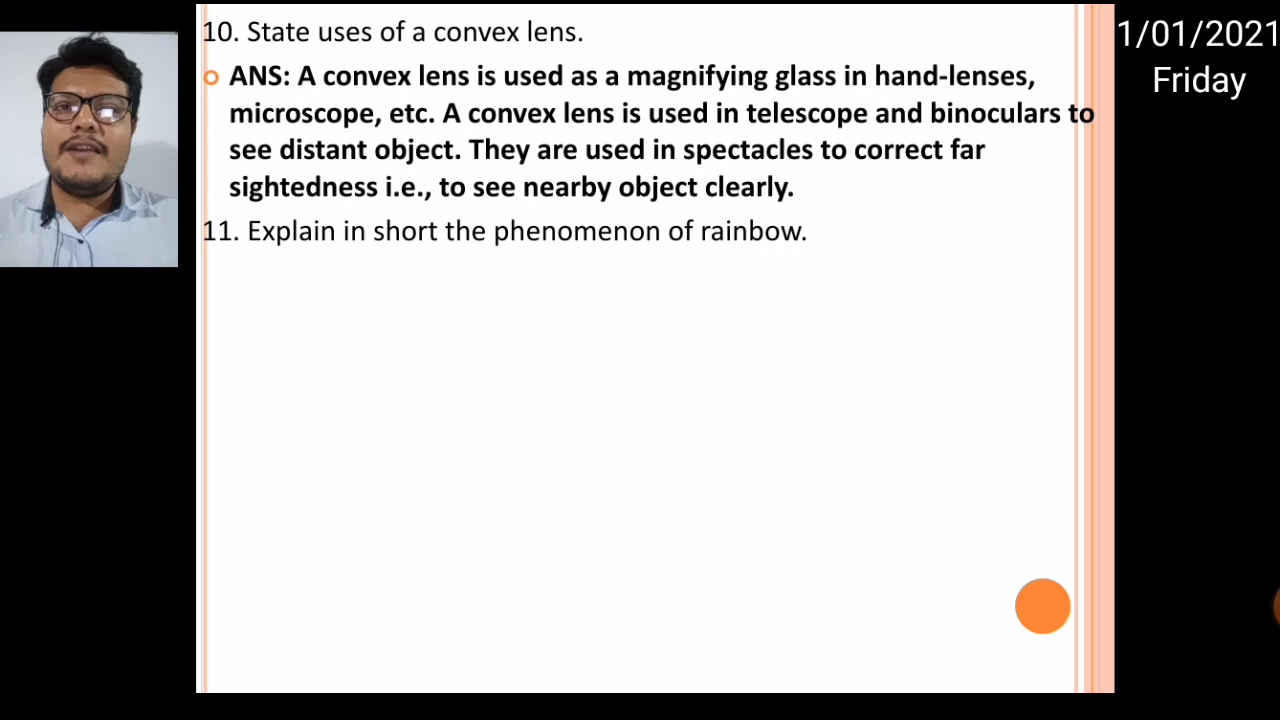 10. State uses of a convex lens.
ANS: A convex lens is used as a magnifying glass in hand-lenses,
microscope, etc. A convex lens is used in telescope and binoculars to
see distant object. They are used in spectacles to correct far
sightedness i.e., to see nearby object clearly.
11. Explain in short the phenomenon of rainbow.
1/01/2021
Friday